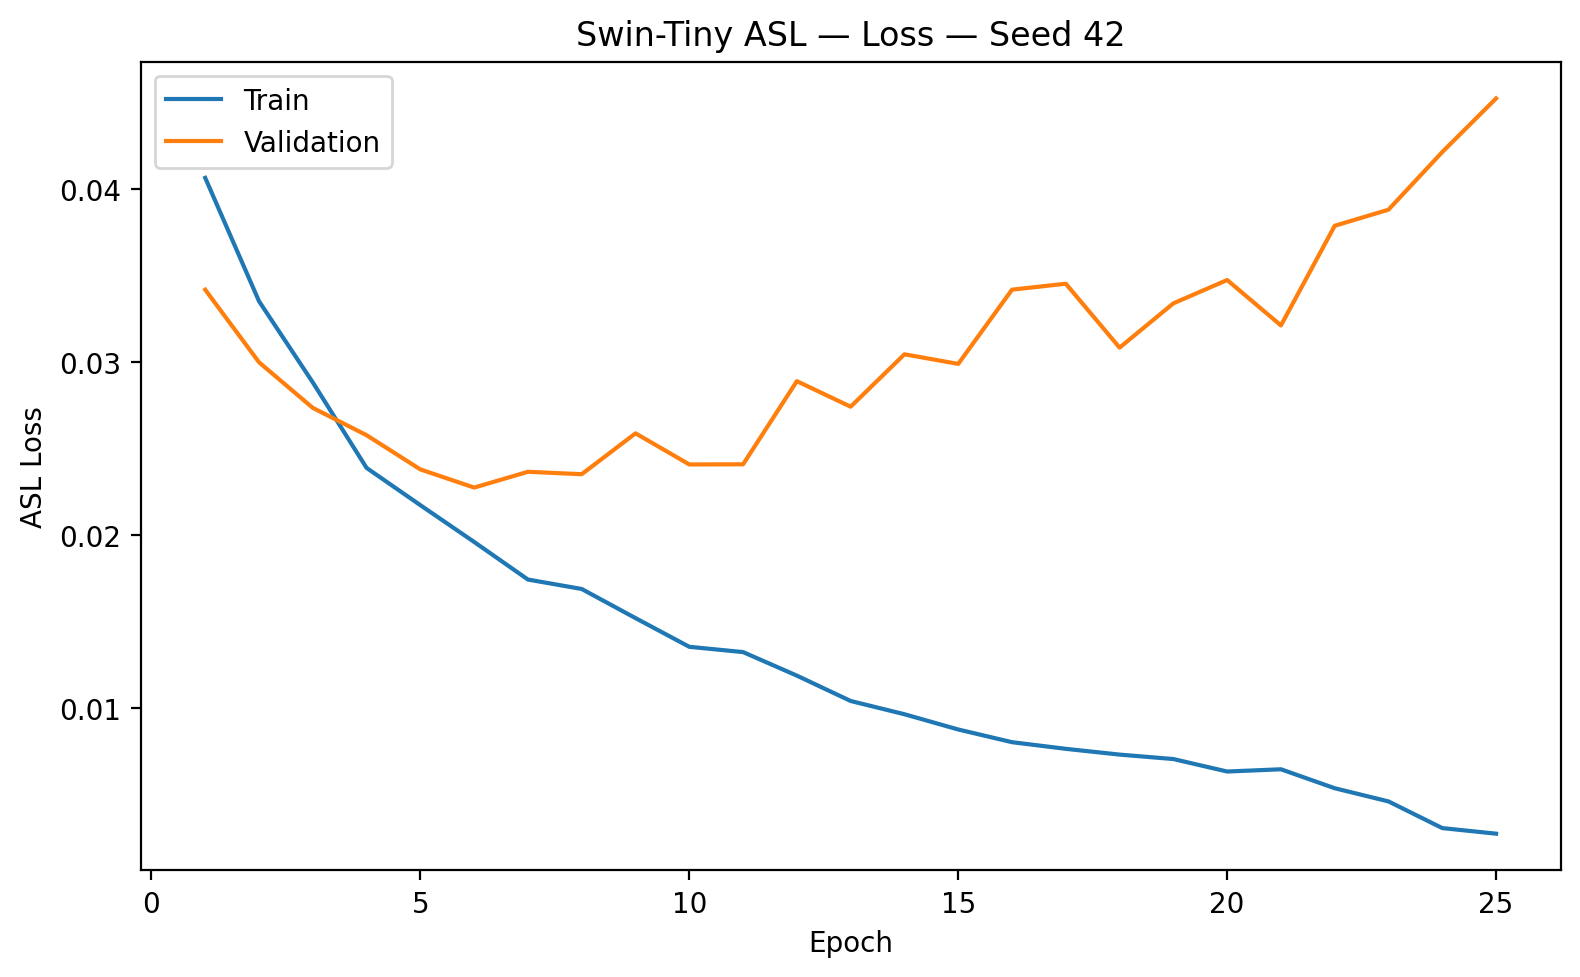 Swin-Tiny ASL — Loss — Seed 42
Train
Validation
ASL Loss
0.04
0.03
0.02
0.01
0
5
10
15
20
25
Epoch